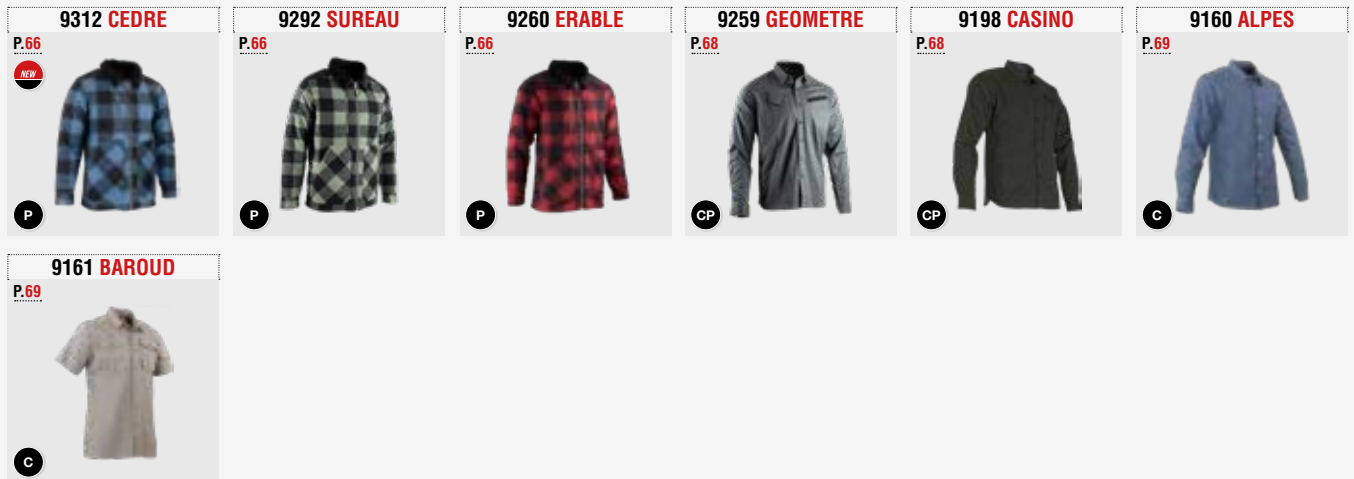 9312 CEDRE
P.66
NEW
P
9292 SUREAU
P.66
P
9260 ERABLE
P.66
P
9259 GEOMETRE
P.68
CP
9198 CASINO
P.68
CP
9160 ALPES
P.69
C
9161 BAROUD
P.69
C